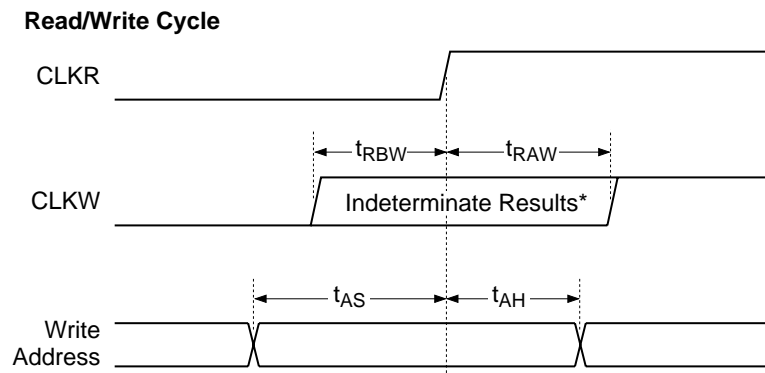 Read/Write Cycle
CLKR
tRBW tRAW
CLKW Indeterminate Results*
tAS tAH
Write
Address